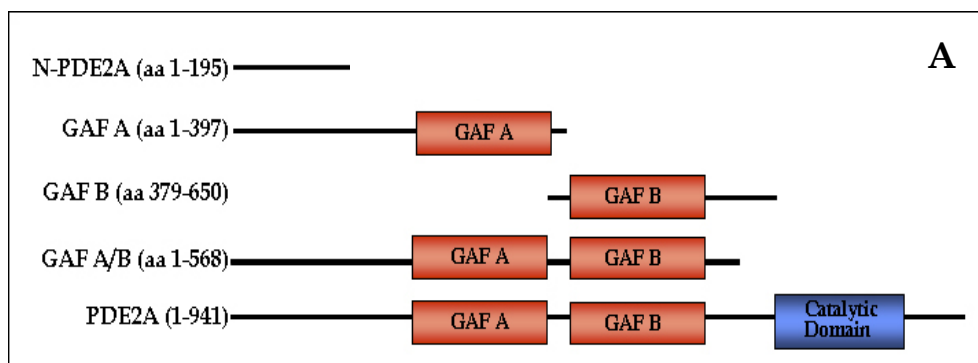 A
N-PDE2A (aa 1-195)
GAF A (aa 1-397)
GAF A
GAF B (aa 379-650)
GAF B
GAF A/B (aa 1-568)
GAF A
GAF B
PDE2A (1-941)
GAF A
GAF B
Catalytic
Domain